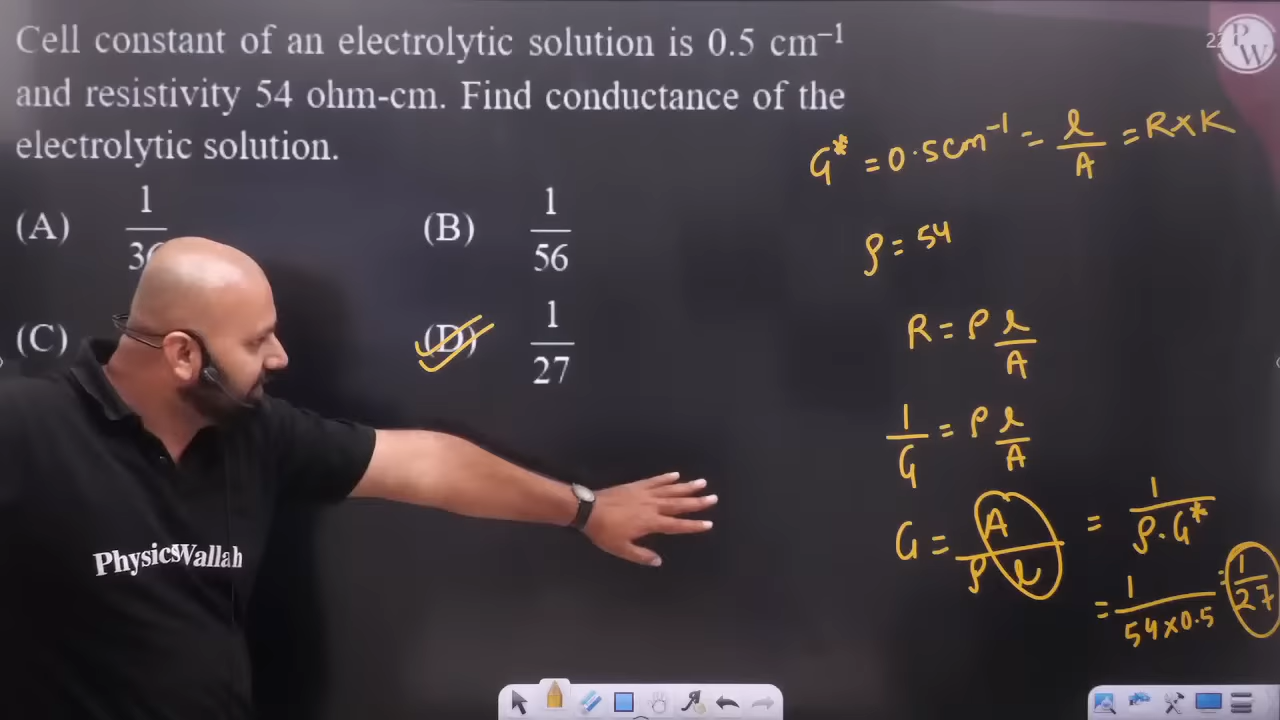 Cell constant of an electrolytic solution is 0.5 cm⁻¹
and resistivity 54 ohm-cm. Find conductance of the
electrolytic solution.
(A)
(B) 1/56
(C)
(D) 1/27
G* = 0.5cm⁻¹ = l/A = R×K
ρ = 54
R = ρ l/A
1/G = ρ l/A
G = A/ρ l = 1/ρ.G*
= 1/54×0.5 = 1/27
PhysicsWallah
PW